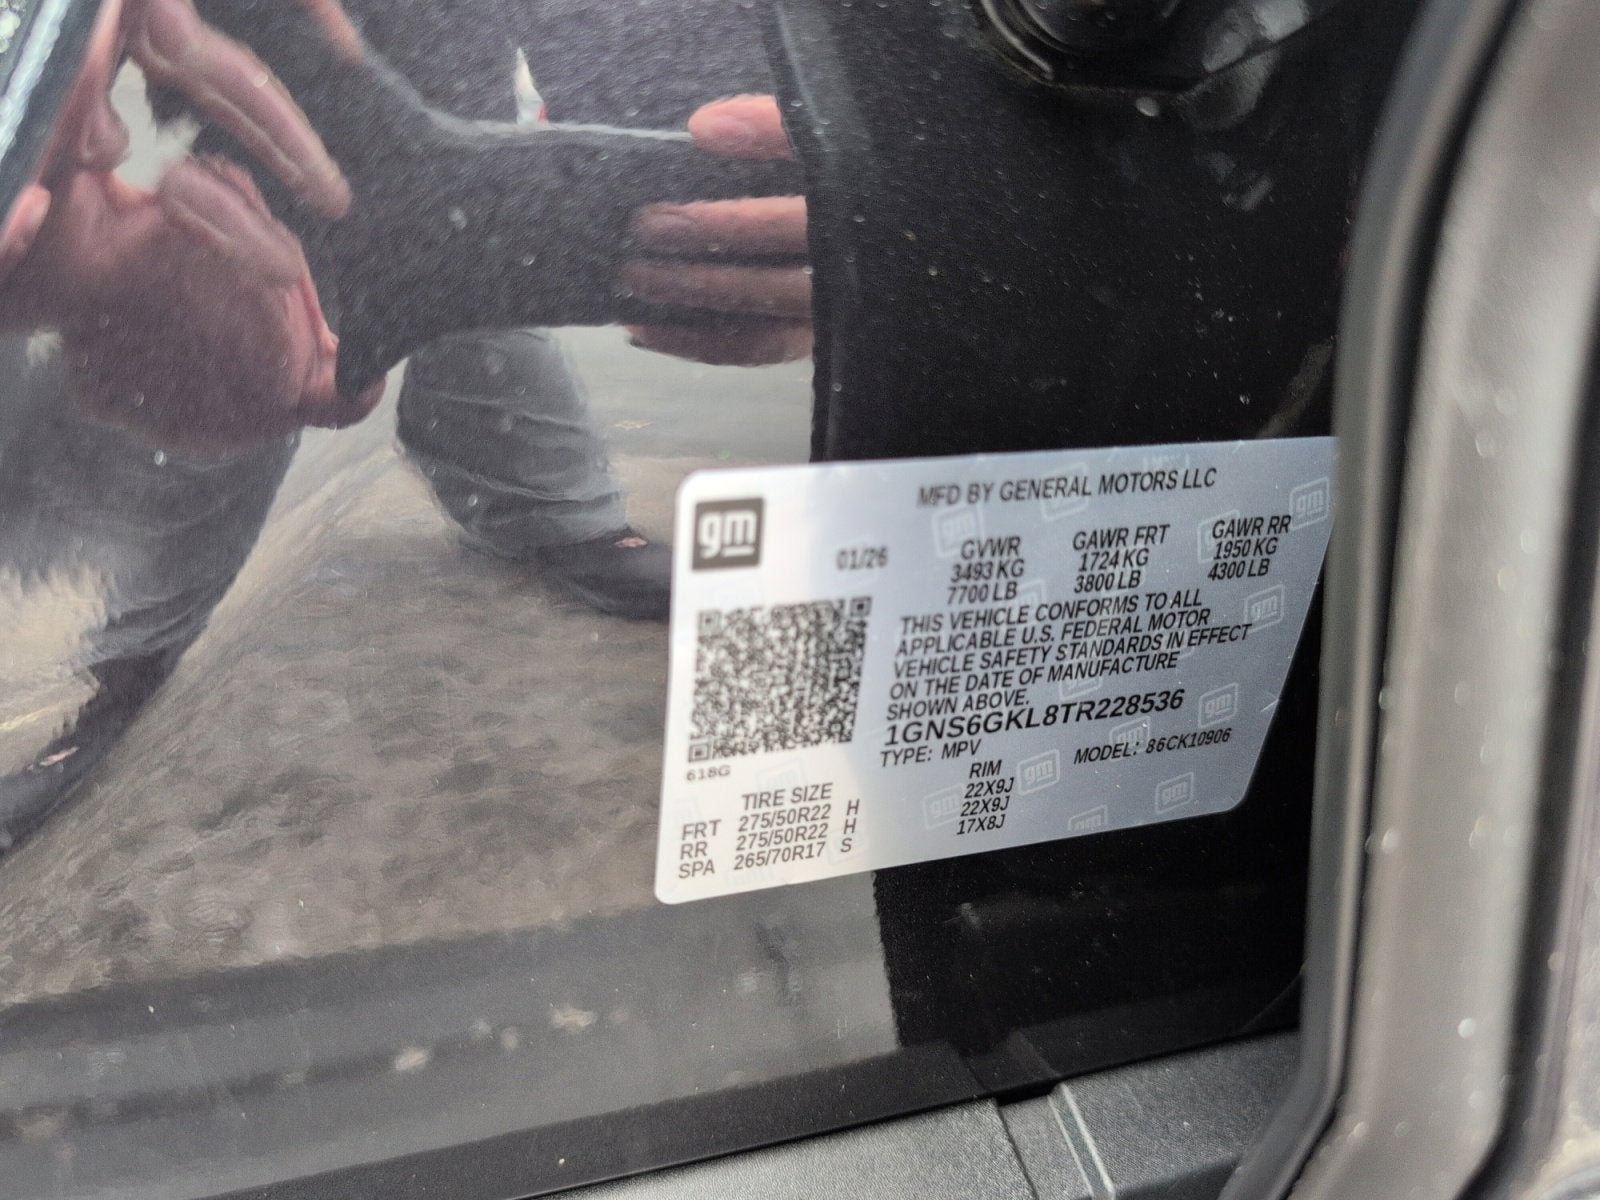 gm
MFD BY GENERAL MOTORS LLC
01/26
GVWR GAWR FRT GAWR RR
3493 KG 1724 KG 1950 KG
7700 LB 3800 LB 4300 LB
THIS VEHICLE CONFORMS TO ALL
APPLICABLE U.S. FEDERAL MOTOR
VEHICLE SAFETY STANDARDS IN EFFECT
ON THE DATE OF MANUFACTURE
SHOWN ABOVE.
1GNS6GKL8TR228536
TYPE: MPV MODEL: 86CK10906
618G
TIRE SIZE RIM
FRT 275/50R22 H 22X9J
RR 275/50R22 H 22X9J
SPA 265/70R17 S 17X8J